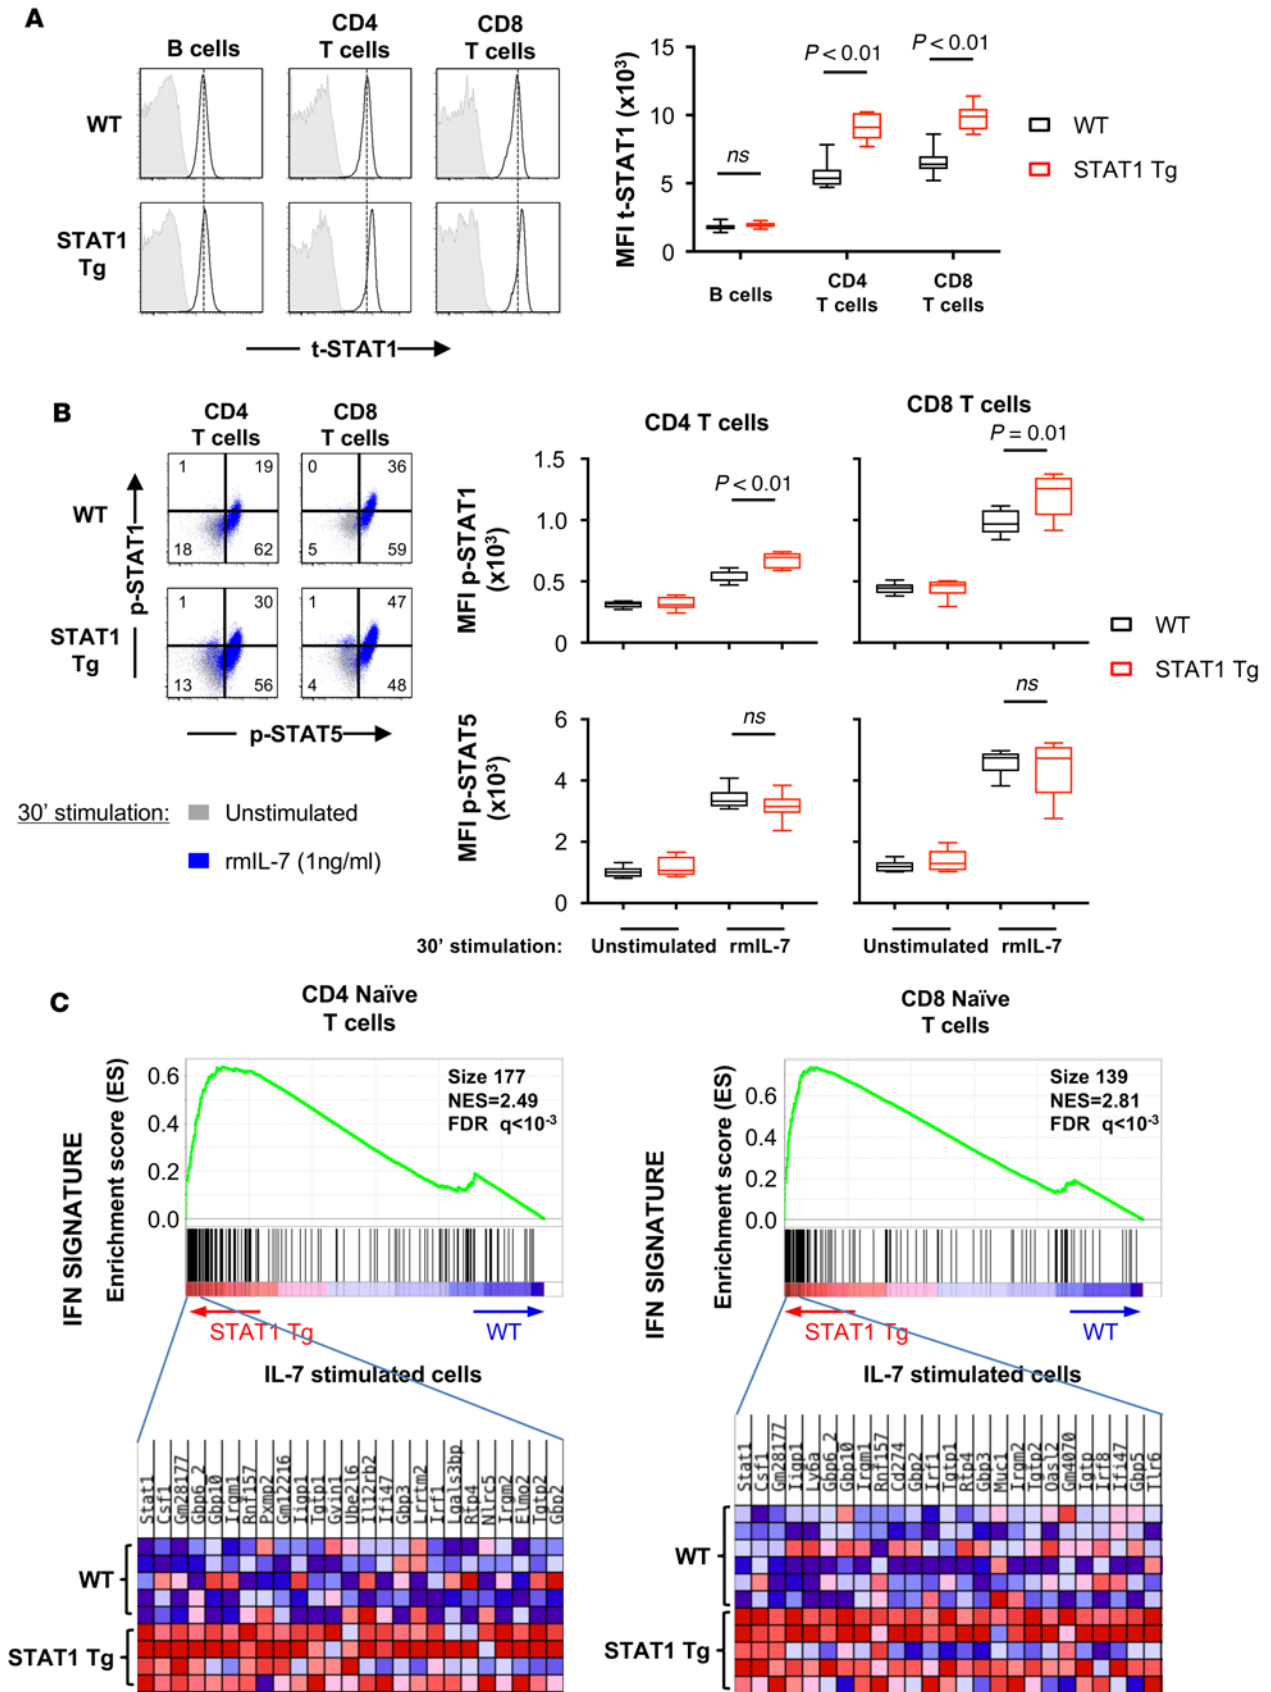 A
B cells
CD4
T cells
CD8
T cells
WT
STAT1
Tg
t-STAT1
MFI t-STAT1 (x10³)
15
10
5
0
ns
P < 0.01
P < 0.01
B cells
CD4
T cells
CD8
T cells
WT
STAT1 Tg
B
CD4
T cells
CD8
T cells
WT
STAT1
Tg
p-STAT1
1
19
18
62
0
36
5
59
1
30
13
56
1
47
4
48
p-STAT5
30' stimulation:
Unstimulated
rmIL-7 (1ng/ml)
CD4 T cells
CD8 T cells
MFI p-STAT1
(x10³)
1.5
1.0
0.5
0
P < 0.01
P = 0.01
MFI p-STAT5
(x10³)
6
4
2
0
ns
ns
WT
STAT1 Tg
30' stimulation:
Unstimulated
rmIL-7
Unstimulated
rmIL-7
C
CD4 Naïve
T cells
IFN SIGNATURE
Enrichment score (ES)
0.6
0.4
0.2
0.0
Size 177
NES=2.49
FDR q<10⁻³
STAT1 Tg
WT
IL-7 stimulated cells
Stat1
Csf1
Gm28177
Gbp6_2
Gbp10
Irgm1
Rnf157
Pxmp2
Gm12216
Iigp1
Tgtp1
Gvin1
Ube2l6
Il12rb2
Ifi47
Gbp3
Lrrtm2
Irf1
Lgals3bp
Rtp4
Nlrc5
Irgm2
Elmo2
Tgtp2
Gbp2
WT
STAT1 Tg
CD8 Naïve
T cells
IFN SIGNATURE
Enrichment score (ES)
0.6
0.4
0.2
0.0
Size 139
NES=2.81
FDR q<10⁻³
STAT1 Tg
WT
IL-7 stimulated cells
Stat1
Csf1
Gm28177
Iigp1
Ly6a
Gbp6_2
Gbp10
Irgm1
Rnf157
Cd274
Gbp2
Irf1
Tgtp1
Rtp4
Gbp3
Muc1
Irgm2
Tgtp2
Oasl2
Gm4070
Igtp
Irf8
Ifi47
Gbp5
Tlr6
WT
STAT1 Tg